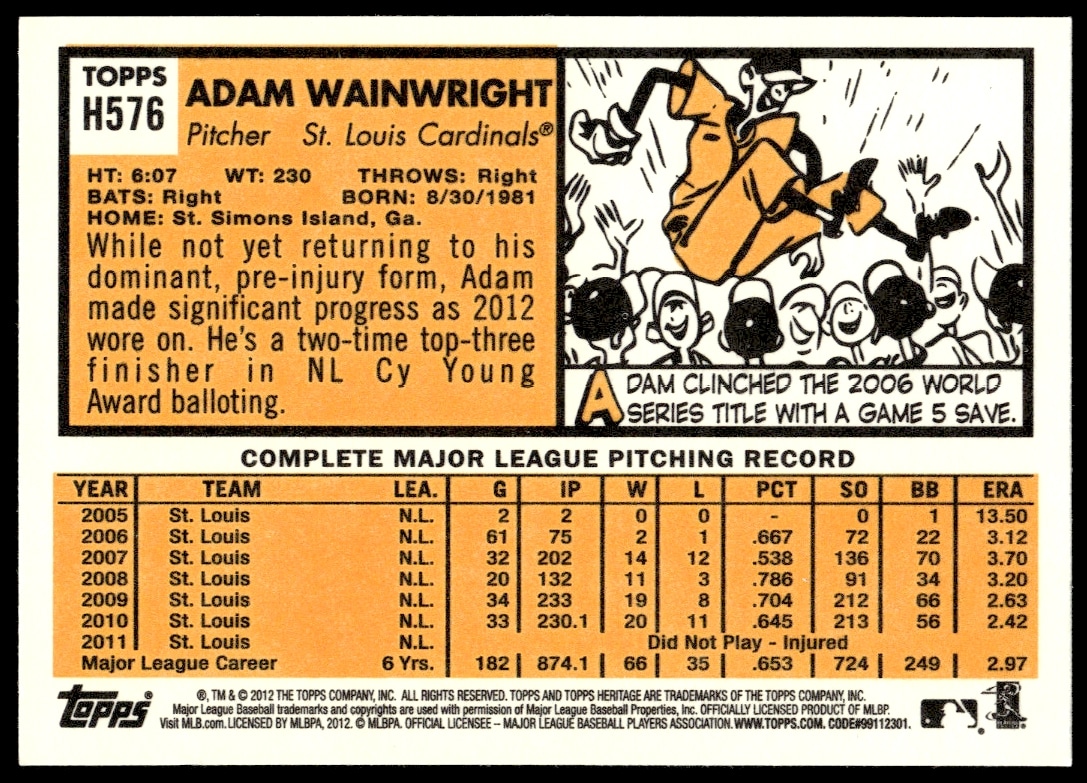 TOPPS
H576
ADAM WAINWRIGHT
Pitcher St. Louis Cardinals®
HT: 6:07 WT: 230 THROWS: Right
BATS: Right BORN: 8/30/1981
HOME: St. Simons Island, Ga.
While not yet returning to his
dominant, pre-injury form, Adam
made significant progress as 2012
wore on. He's a two-time top-three
finisher in NL Cy Young
Award balloting.
ADAM CLINCHED THE 2006 WORLD
SERIES TITLE WITH A GAME 5 SAVE.
COMPLETE MAJOR LEAGUE PITCHING RECORD
YEAR TEAM LEA. G IP W L PCT SO BB ERA
2005 St. Louis N.L. 2 2 0 0 - 0 1 13.50
2006 St. Louis N.L. 61 75 2 1 .667 72 22 3.12
2007 St. Louis N.L. 32 202 14 12 .538 136 70 3.70
2008 St. Louis N.L. 20 132 11 3 .786 91 34 3.20
2009 St. Louis N.L. 34 233 19 8 .704 212 66 2.63
2010 St. Louis N.L. 33 230.1 20 11 .645 213 56 2.42
2011 St. Louis N.L. Did Not Play - Injured
Major League Career 6 Yrs. 182 874.1 66 35 .653 724 249 2.97
topps®
®, TM & © 2012 THE TOPPS COMPANY, INC. ALL RIGHTS RESERVED. TOPPS AND TOPPS HERITAGE ARE TRADEMARKS OF THE TOPPS COMPANY, INC.
Major League Baseball trademarks and copyrights are used with permission of Major League Baseball Properties, Inc. OFFICIALLY LICENSED PRODUCT OF MLBP.
Visit MLB.com. LICENSED BY MLBPA, 2012. © MLBPA. OFFICIAL LICENSEE – MAJOR LEAGUE BASEBALL PLAYERS ASSOCIATION. WWW.TOPPS.COM. CODE#99112301.